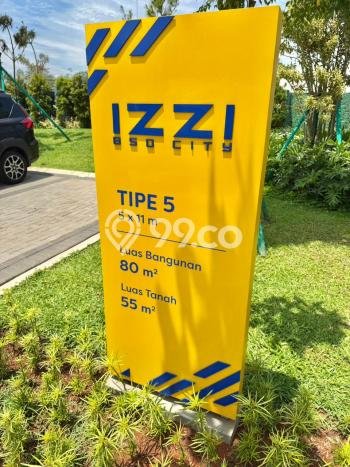 IZZI
BSD CITY
TIPE 5
5 x 11 m
99.co
Luas Bangunan
80 m²
Luas Tanah
55 m²